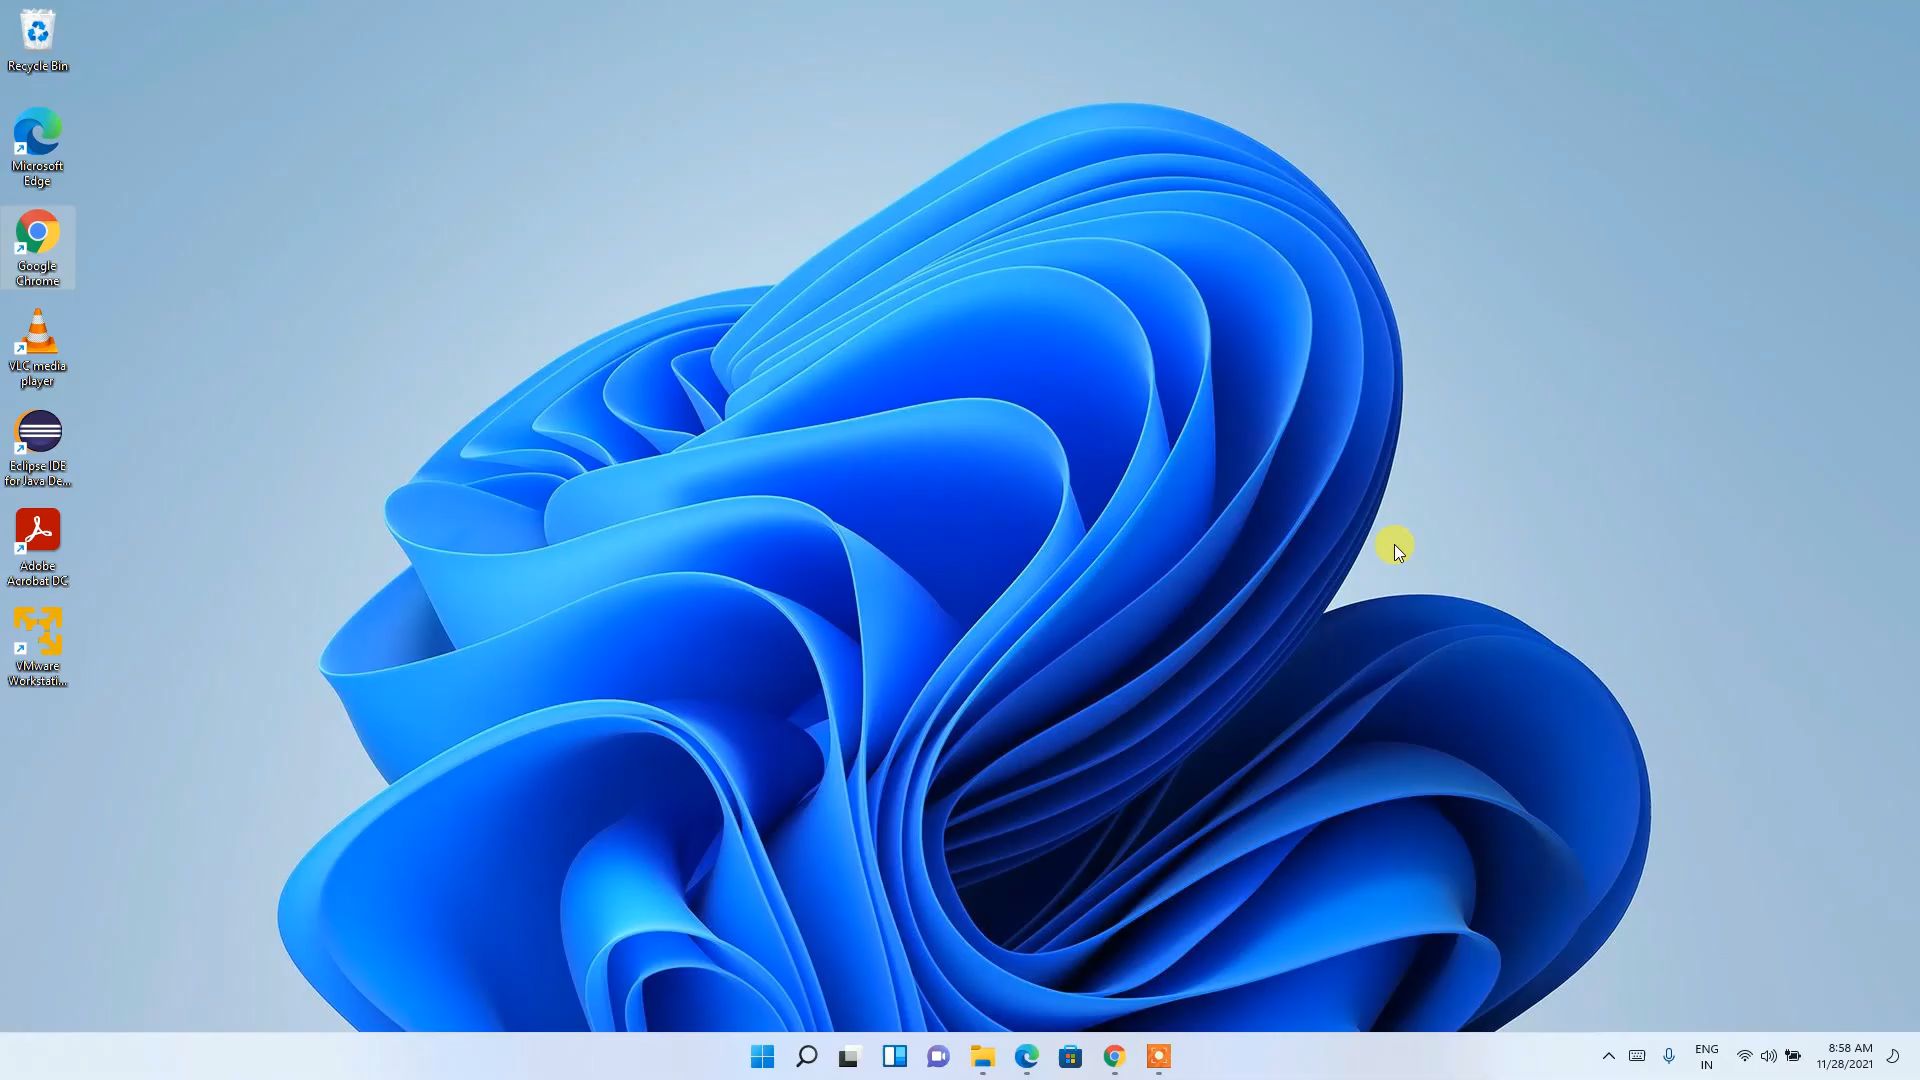 Recycle Bin
Microsoft
Edge
Google
Chrome
VLC media
player
Eclipse IDE
for Java De...
Adobe
Acrobat DC
VMware
Workstati...
ENG
IN
8:58 AM
11/28/2021